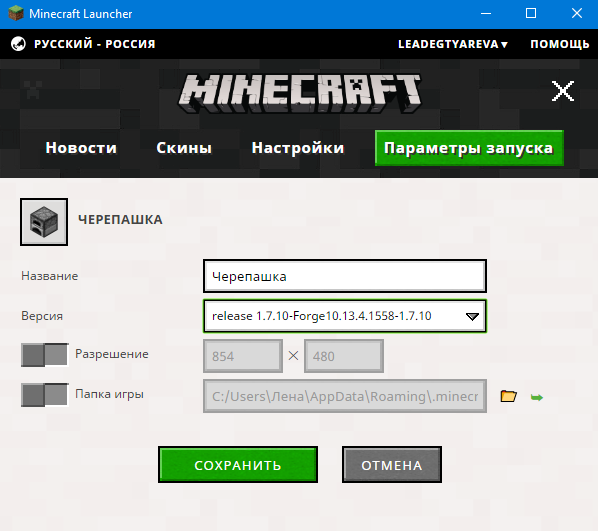 Minecraft Launcher
РУССКИЙ - РОССИЯ LEADEGTYAREVA ▾ ПОМОЩЬ
MINECRAFT
Новости Скины Настройки Параметры запуска
ЧЕРЕПАШКА
Название Черепашка
Версия release 1.7.10-Forge10.13.4.1558-1.7.10
Разрешение 854 × 480
Папка игры C:/Users\Лена\AppData\Roaming\.minecr
СОХРАНИТЬ ОТМЕНА